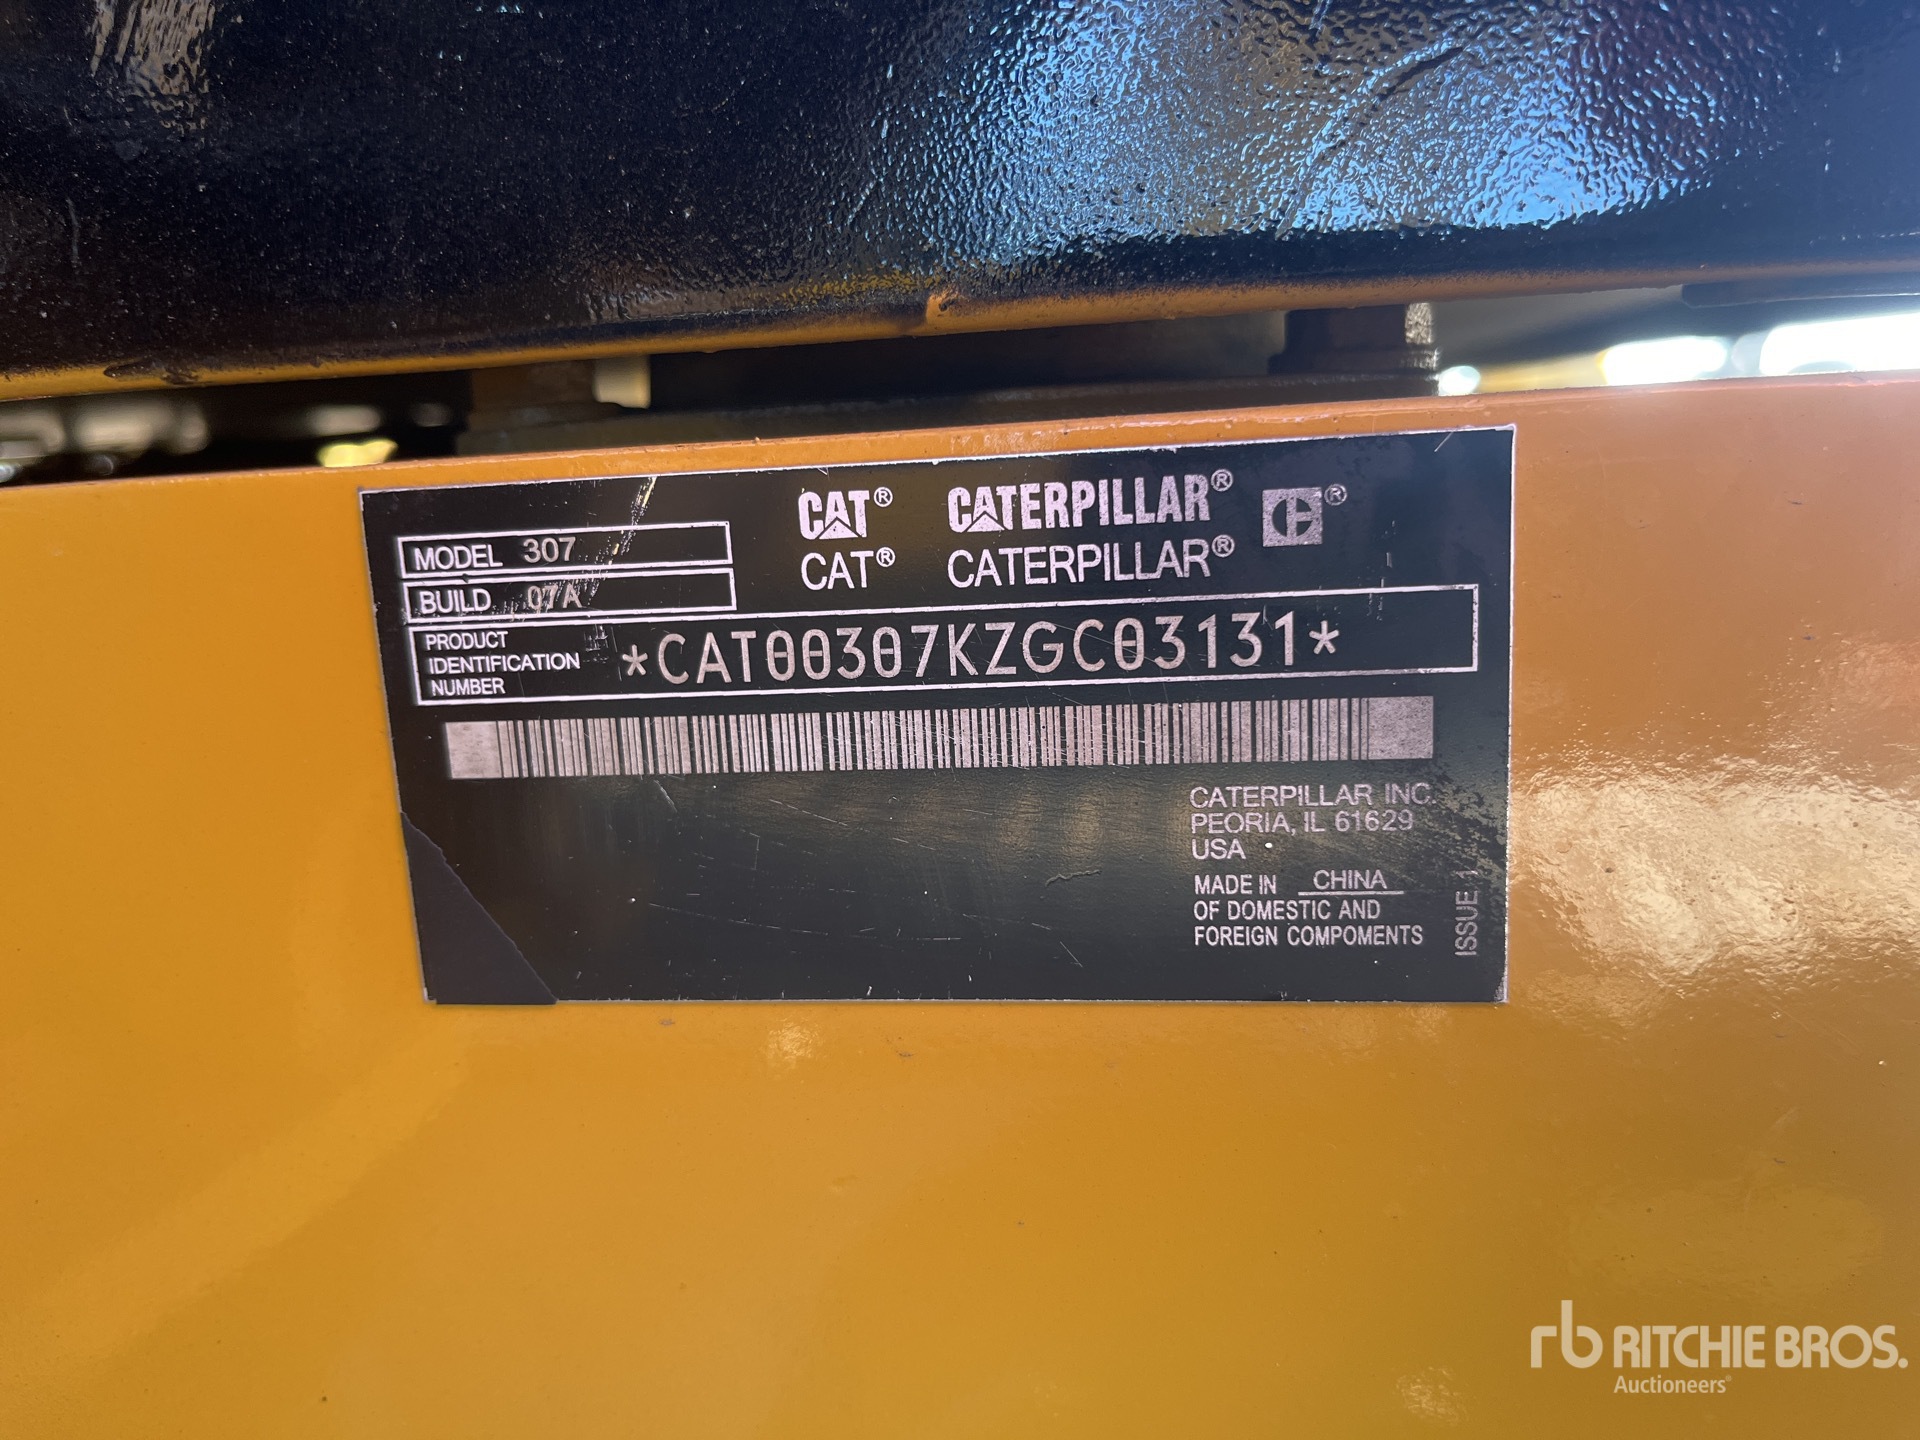 CAT® CATERPILLAR® ®
CAT® CATERPILLAR®
MODEL 307
BUILD 07A
PRODUCT IDENTIFICATION NUMBER *CAT00307KZGC03131*
CATERPILLAR INC.
PEORIA, IL 61629
USA
MADE IN CHINA
OF DOMESTIC AND
FOREIGN COMPOMENTS
ISSUE 1
rb RITCHIE BROS.
Auctioneers